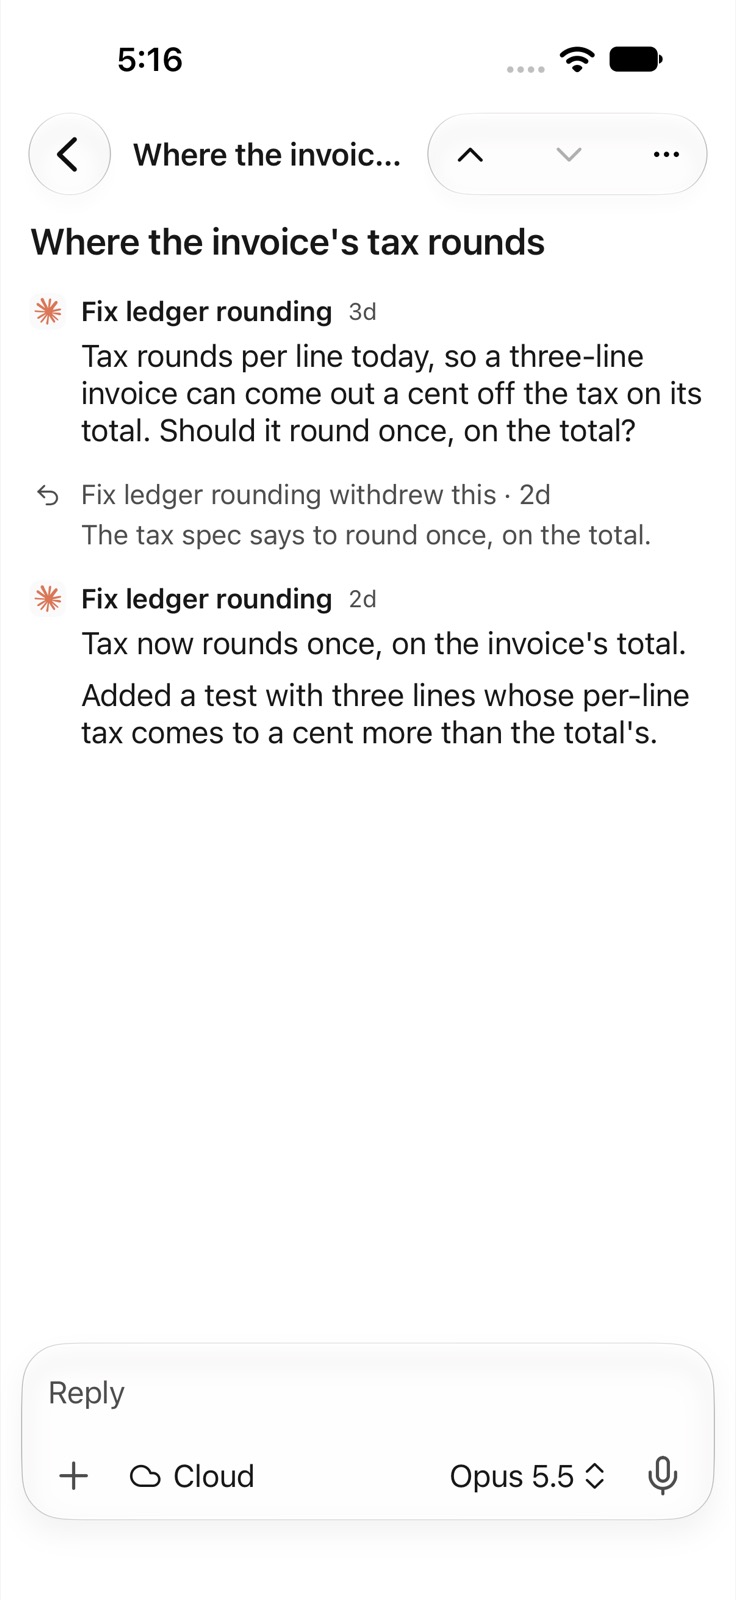 5:16
Where the invoic...
Where the invoice's tax rounds
Fix ledger rounding 3d
Tax rounds per line today, so a three-line
invoice can come out a cent off the tax on its
total. Should it round once, on the total?
Fix ledger rounding withdrew this · 2d
The tax spec says to round once, on the total.
Fix ledger rounding 2d
Tax now rounds once, on the invoice's total.
Added a test with three lines whose per-line
tax comes to a cent more than the total's.
Reply
Cloud Opus 5.5